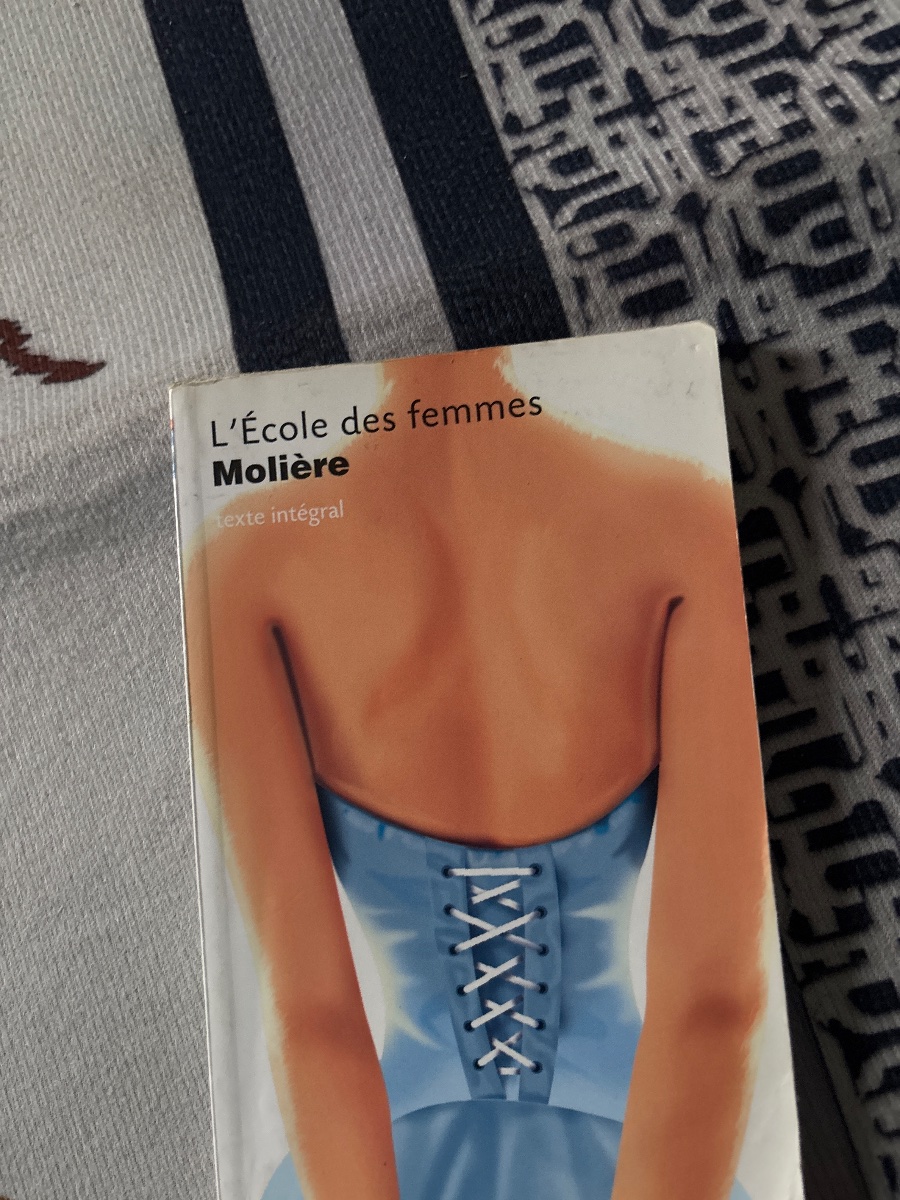 L'École des femmes
Molière
texte intégral